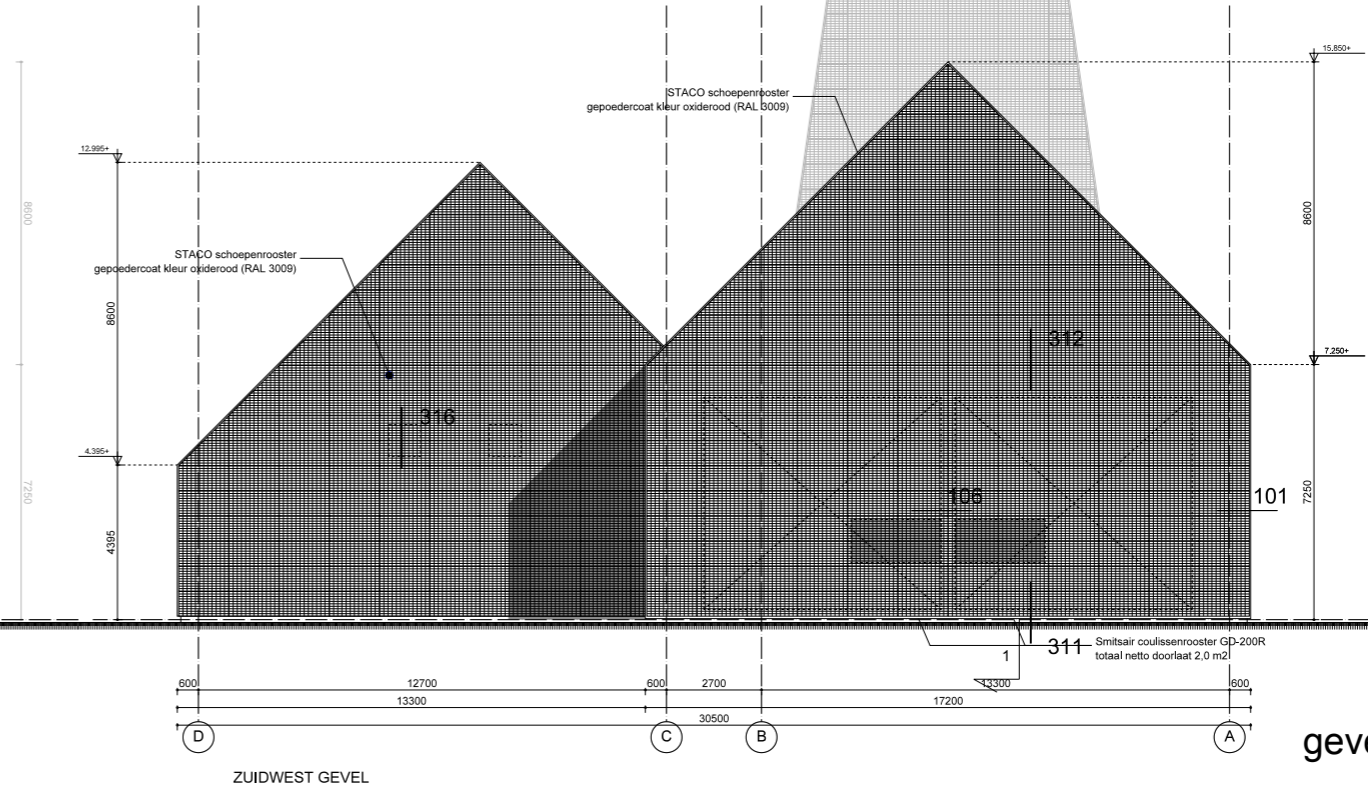 15.850+
STACO schoepenrooster
gepoedercoat kleur oxiderood (RAL 3009)
12.995+
8600
8600
STACO schoepenrooster
gepoedercoat kleur oxiderood (RAL 3009)
8600
312
7.250+
316
4.395+
7250
106
101
7250
4395
311
Smitsair coulissenrooster GD-200R
totaal netto doorlaat 2,0 m2
1
600
12700
600
2700
13300
600
13300
17200
30500
D
C
B
A
geve
ZUIDWEST GEVEL